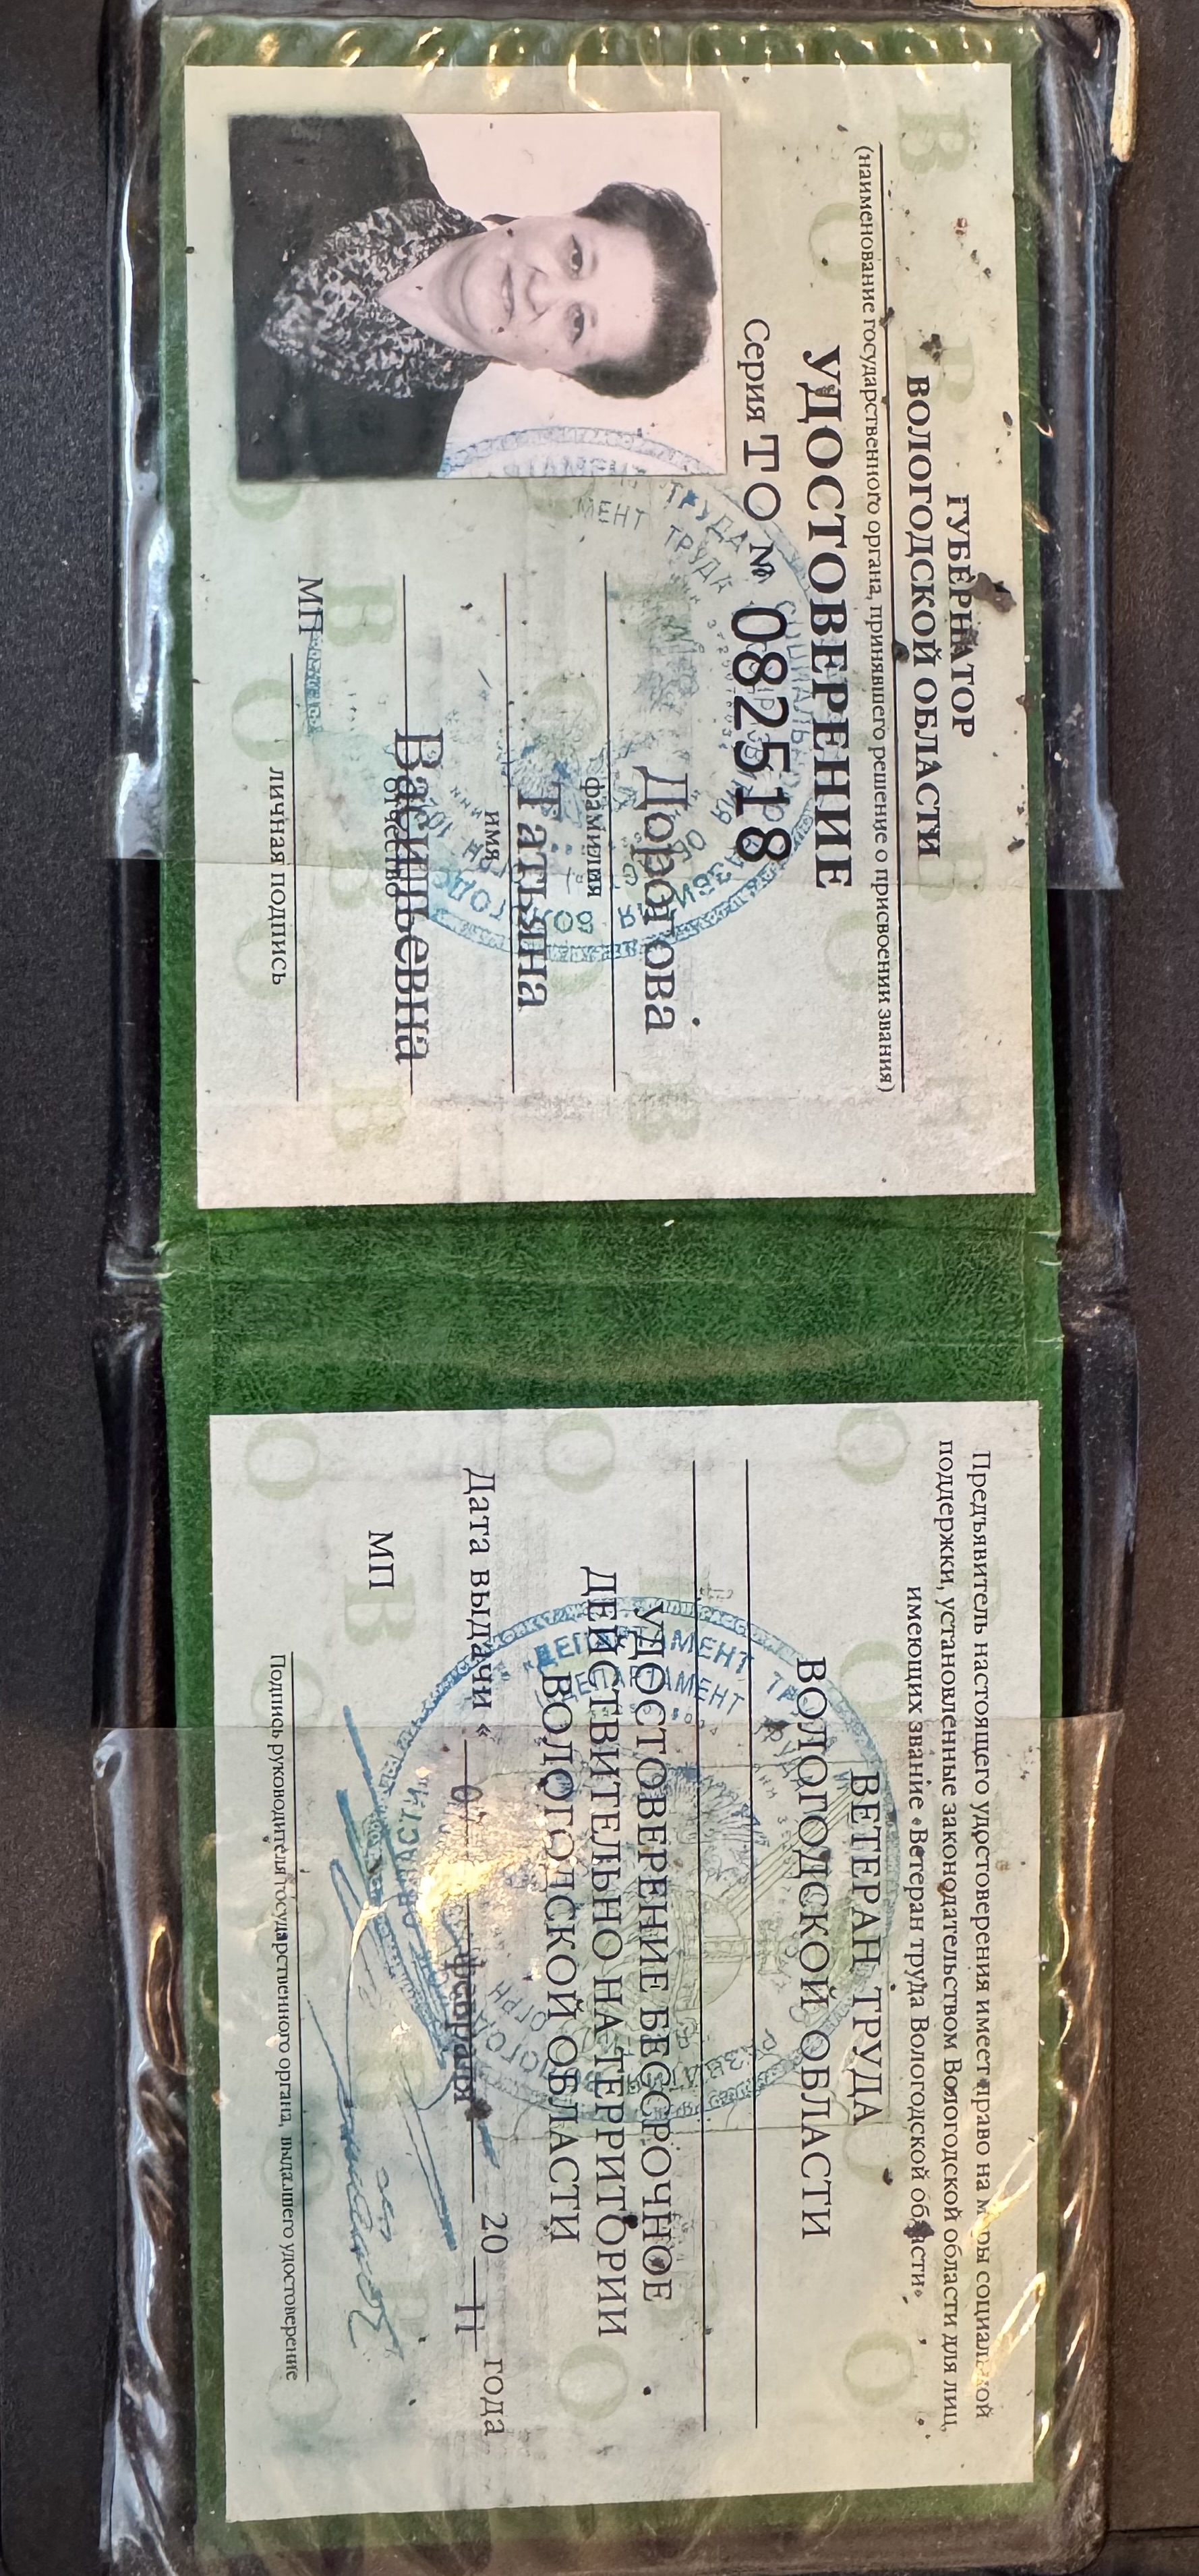 ГУБЕРНАТОР
ВОЛОГОДСКОЙ ОБЛАСТИ
(наименование государственного органа, принявшего решение о присвоении звания)
УДОСТОВЕРЕНИЕ
Серия ТО № 082518
Дорогова
фамилия
Татьяна
имя
Васильевна
отчество
МП
личная подпись
Предъявитель настоящего удостоверения имеет право на меры социальной
поддержки, установленные законодательством Вологодской области для лиц,
имеющих звание «Ветеран труда Вологодской области»
ВЕТЕРАН ТРУДА
ВОЛОГОДСКОЙ ОБЛАСТИ
УДОСТОВЕРЕНИЕ БЕССРОЧНОЕ
ДЕЙСТВИТЕЛЬНО НА ТЕРРИТОРИИ
ВОЛОГОДСКОЙ ОБЛАСТИ
Дата выдачи « февраля 20 11 года
МП
Подпись руководителя государственного органа, выдавшего удостоверение